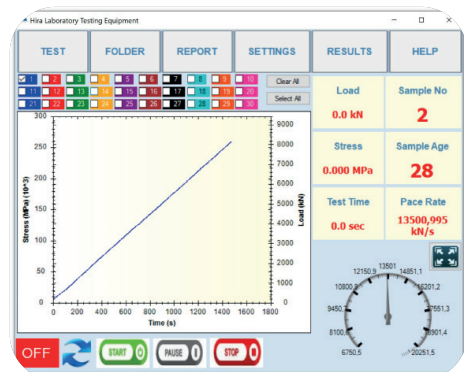 Hira Laboratory Testing Equipment
TEST FOLDER REPORT SETTINGS RESULTS HELP
1 2 3 4 5 6 7 8 9 10 Clear All
11 12 13 14 15 16 17 18 19 20
21 22 23 24 25 26 27 28 29 30 Select All
Load Sample No
0.0 kN 2
Stress Sample Age
0.000 MPa 28
Test Time Pace Rate
0.0 sec 13500,995
kN/s
Stress (MPa) (10^3)
300
250
200
150
100
50
0
Load (kN)
9000
8000
7000
6000
5000
4000
3000
2000
1000
0
0 200 400 600 800 1000 1200 1400 1600 1800
Time (s)
6750,5
8100,
9450,
10800,
12150,9
13501
14851,1
16201,2
17551,3
18901,4
20251,5
OFF START PAUSE STOP